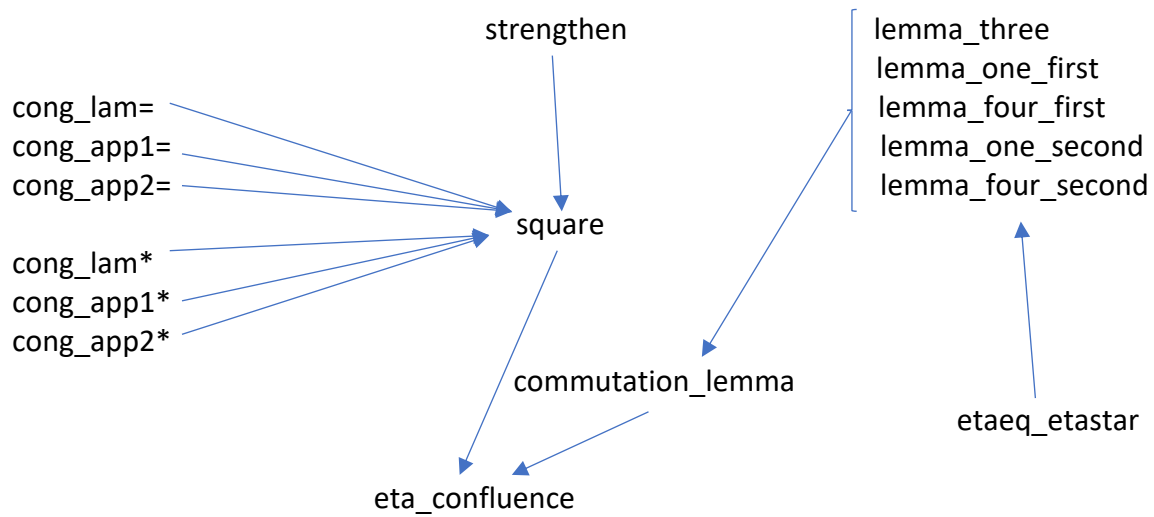 strengthen
lemma_three
lemma_one_first
lemma_four_first
lemma_one_second
lemma_four_second
cong_lam=
cong_app1=
cong_app2=
square
cong_lam*
cong_app1*
cong_app2*
commutation_lemma
etaeq_etastar
eta_confluence